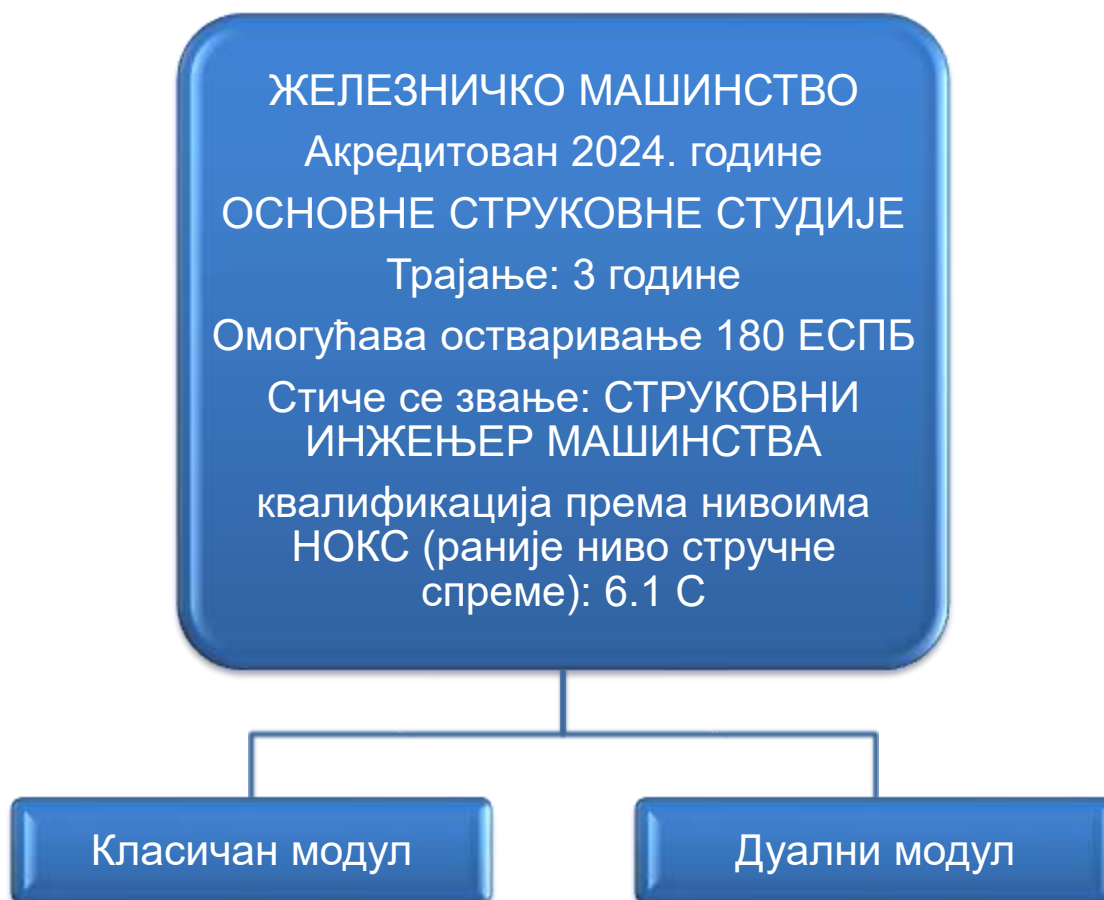 ЖЕЛЕЗНИЧКО МАШИНСТВО
Акредитован 2024. године
ОСНОВНЕ СТРУКОВНЕ СТУДИЈЕ
Трајање: 3 године
Омогућава остваривање 180 ЕСПБ
Стиче се звање: СТРУКОВНИ
ИНЖЕЊЕР МАШИНСТВА
квалификација према нивоима
НОКС (раније ниво стручне
спреме): 6.1 С
Класичан модул
Дуални модул